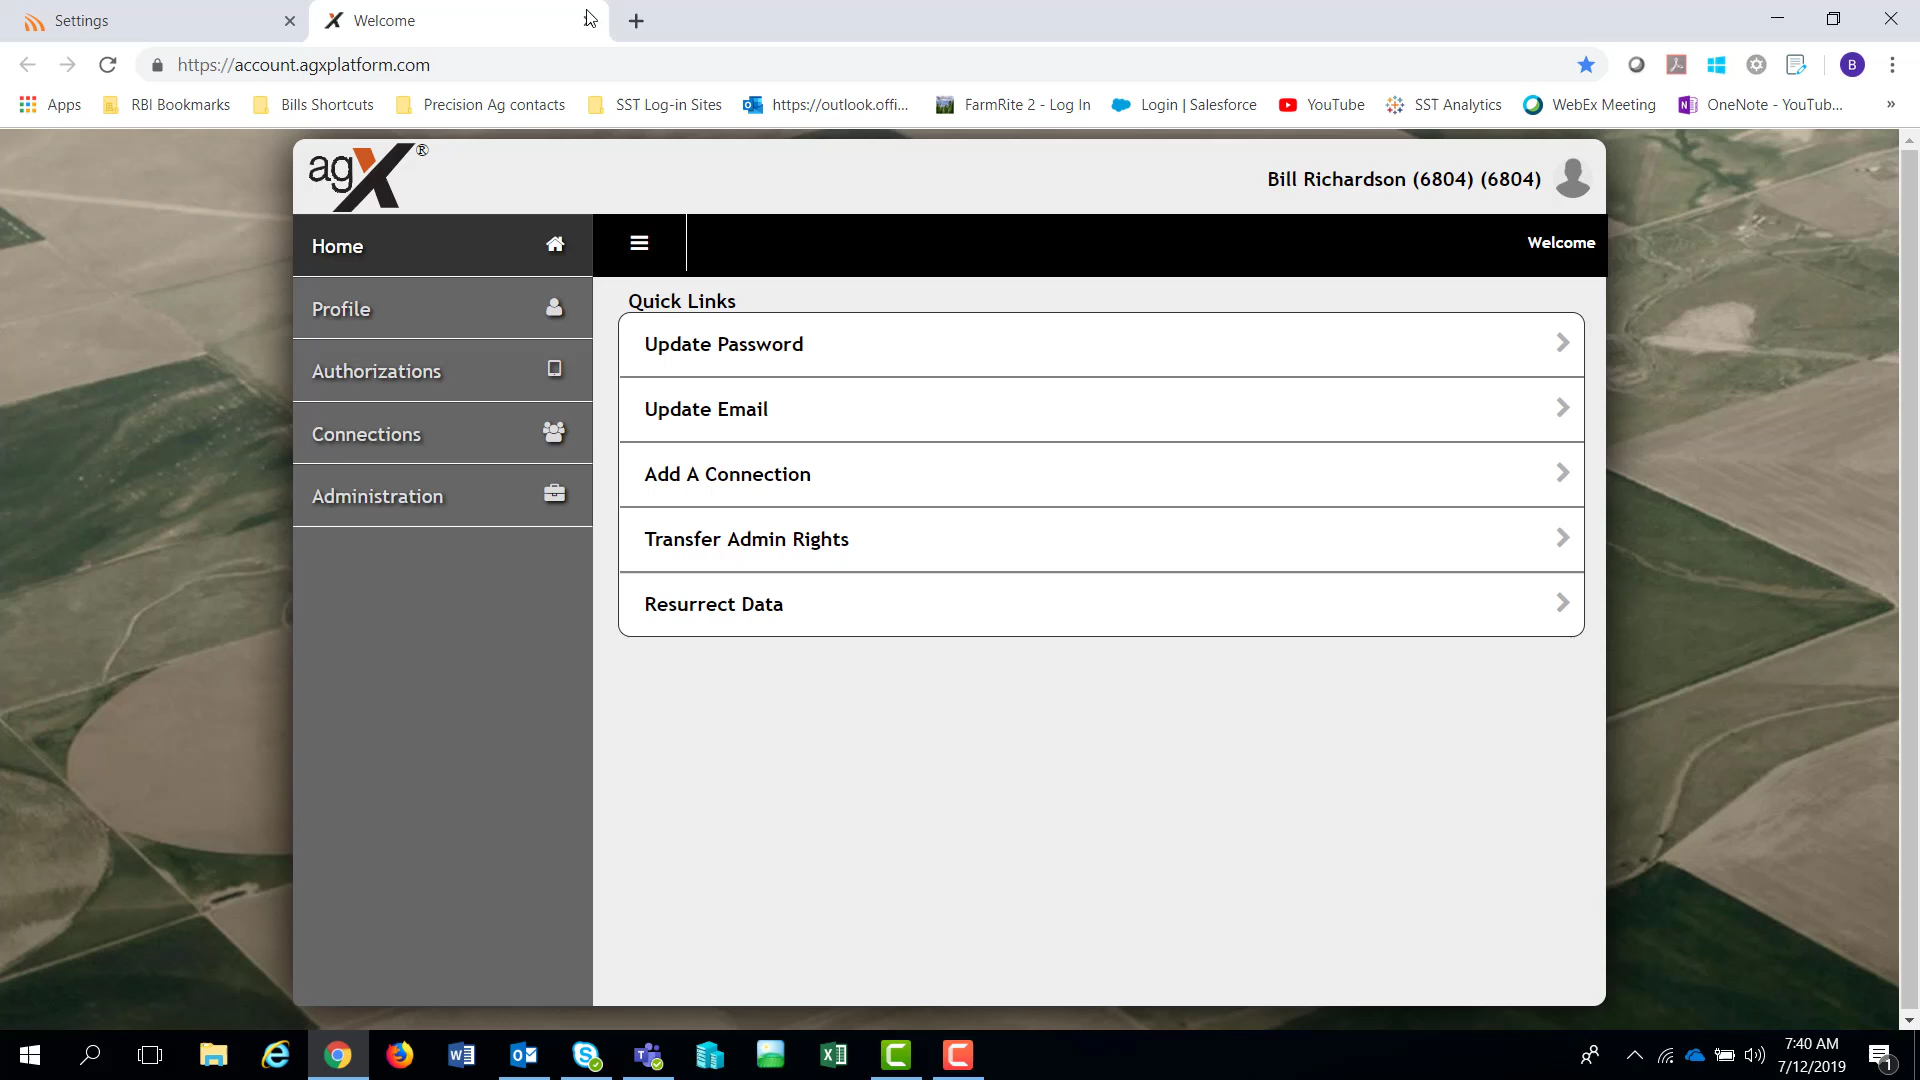 Settings
Welcome
https://account.agxplatform.com
B
Apps
RBI Bookmarks
Bills Shortcuts
Precision Ag contacts
SST Log-in Sites
https://outlook.offi...
FarmRite 2 - Log In
Login | Salesforce
YouTube
SST Analytics
WebEx Meeting
OneNote - YouTub...
»
agX®
Bill Richardson (6804) (6804)
Home
Welcome
Profile
Authorizations
Connections
Administration
Quick Links
Update Password
Update Email
Add A Connection
Transfer Admin Rights
Resurrect Data
7:40 AM
7/12/2019
1